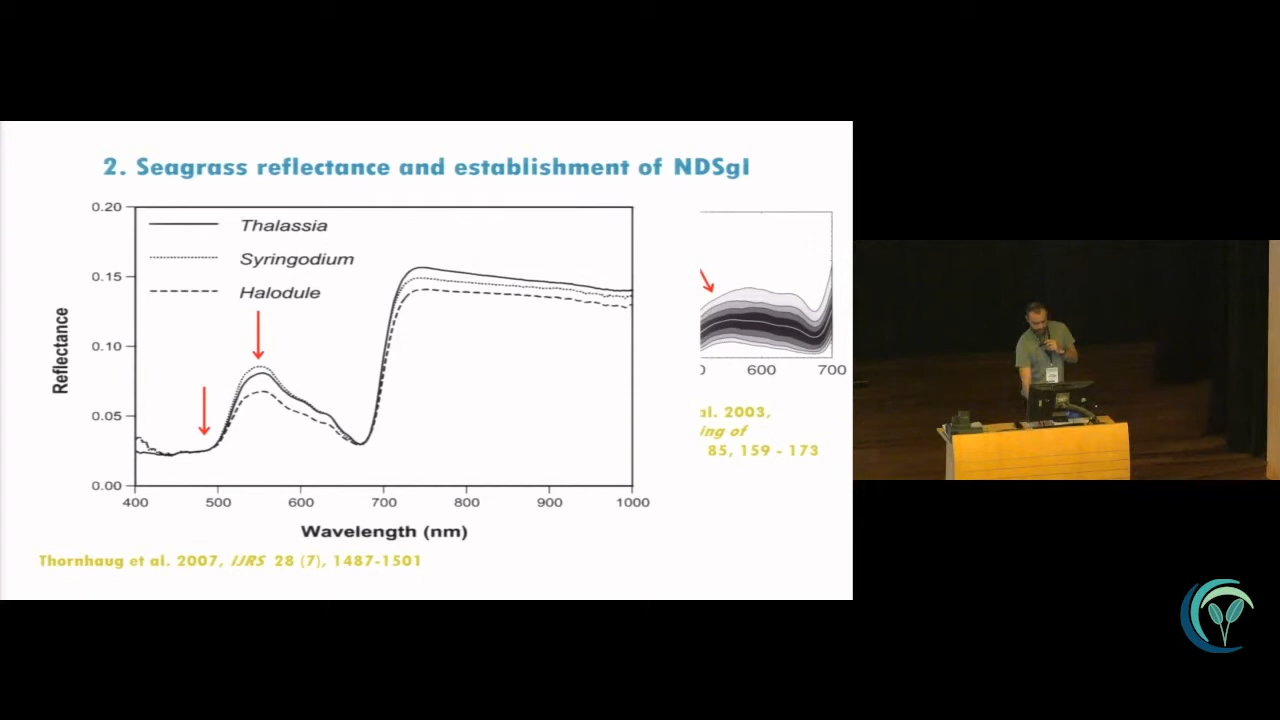 2. Seagrass reflectance and establishment of NDSgI
0.20
0.15
0.10
0.05
0.00
Reflectance
Thalassia
Syringodium
Halodule
400 500 600 700 800 900 1000
Wavelength (nm)
Thornhaug et al. 2007, IJRS 28 (7), 1487-1501
600 700
al. 2003,
ing of
85, 159 - 173